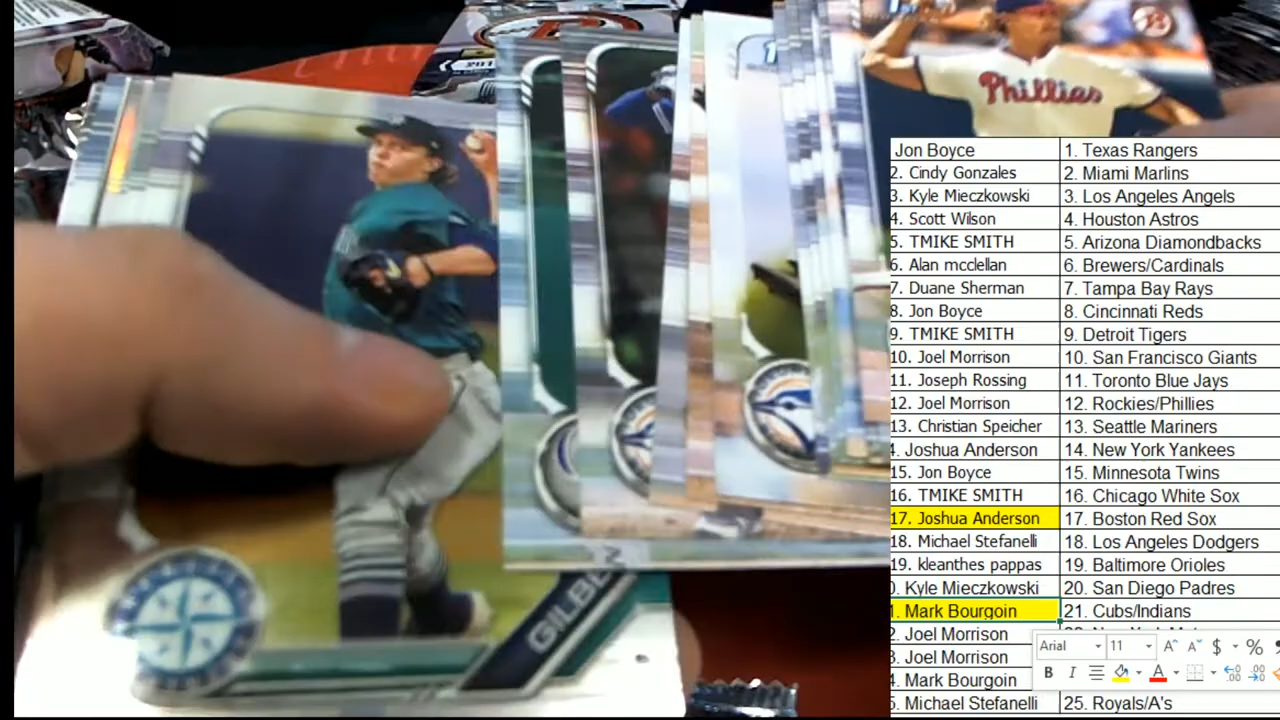 Phillies
B
201
GILBE
Jon Boyce 1. Texas Rangers
2. Cindy Gonzales 2. Miami Marlins
3. Kyle Mieczkowski 3. Los Angeles Angels
4. Scott Wilson 4. Houston Astros
5. TMIKE SMITH 5. Arizona Diamondbacks
6. Alan mcclellan 6. Brewers/Cardinals
7. Duane Sherman 7. Tampa Bay Rays
8. Jon Boyce 8. Cincinnati Reds
9. TMIKE SMITH 9. Detroit Tigers
10. Joel Morrison 10. San Francisco Giants
11. Joseph Rossing 11. Toronto Blue Jays
12. Joel Morrison 12. Rockies/Phillies
13. Christian Speicher 13. Seattle Mariners
4. Joshua Anderson 14. New York Yankees
15. Jon Boyce 15. Minnesota Twins
16. TMIKE SMITH 16. Chicago White Sox
17. Joshua Anderson 17. Boston Red Sox
18. Michael Stefanelli 18. Los Angeles Dodgers
19. kleanthes pappas 19. Baltimore Orioles
0. Kyle Mieczkowski 20. San Diego Padres
1. Mark Bourgoin 21. Cubs/Indians
2. Joel Morrison
3. Joel Morrison
4. Mark Bourgoin
5. Michael Stefanelli 25. Royals/A's
Arial 11 A A $ %
B I A